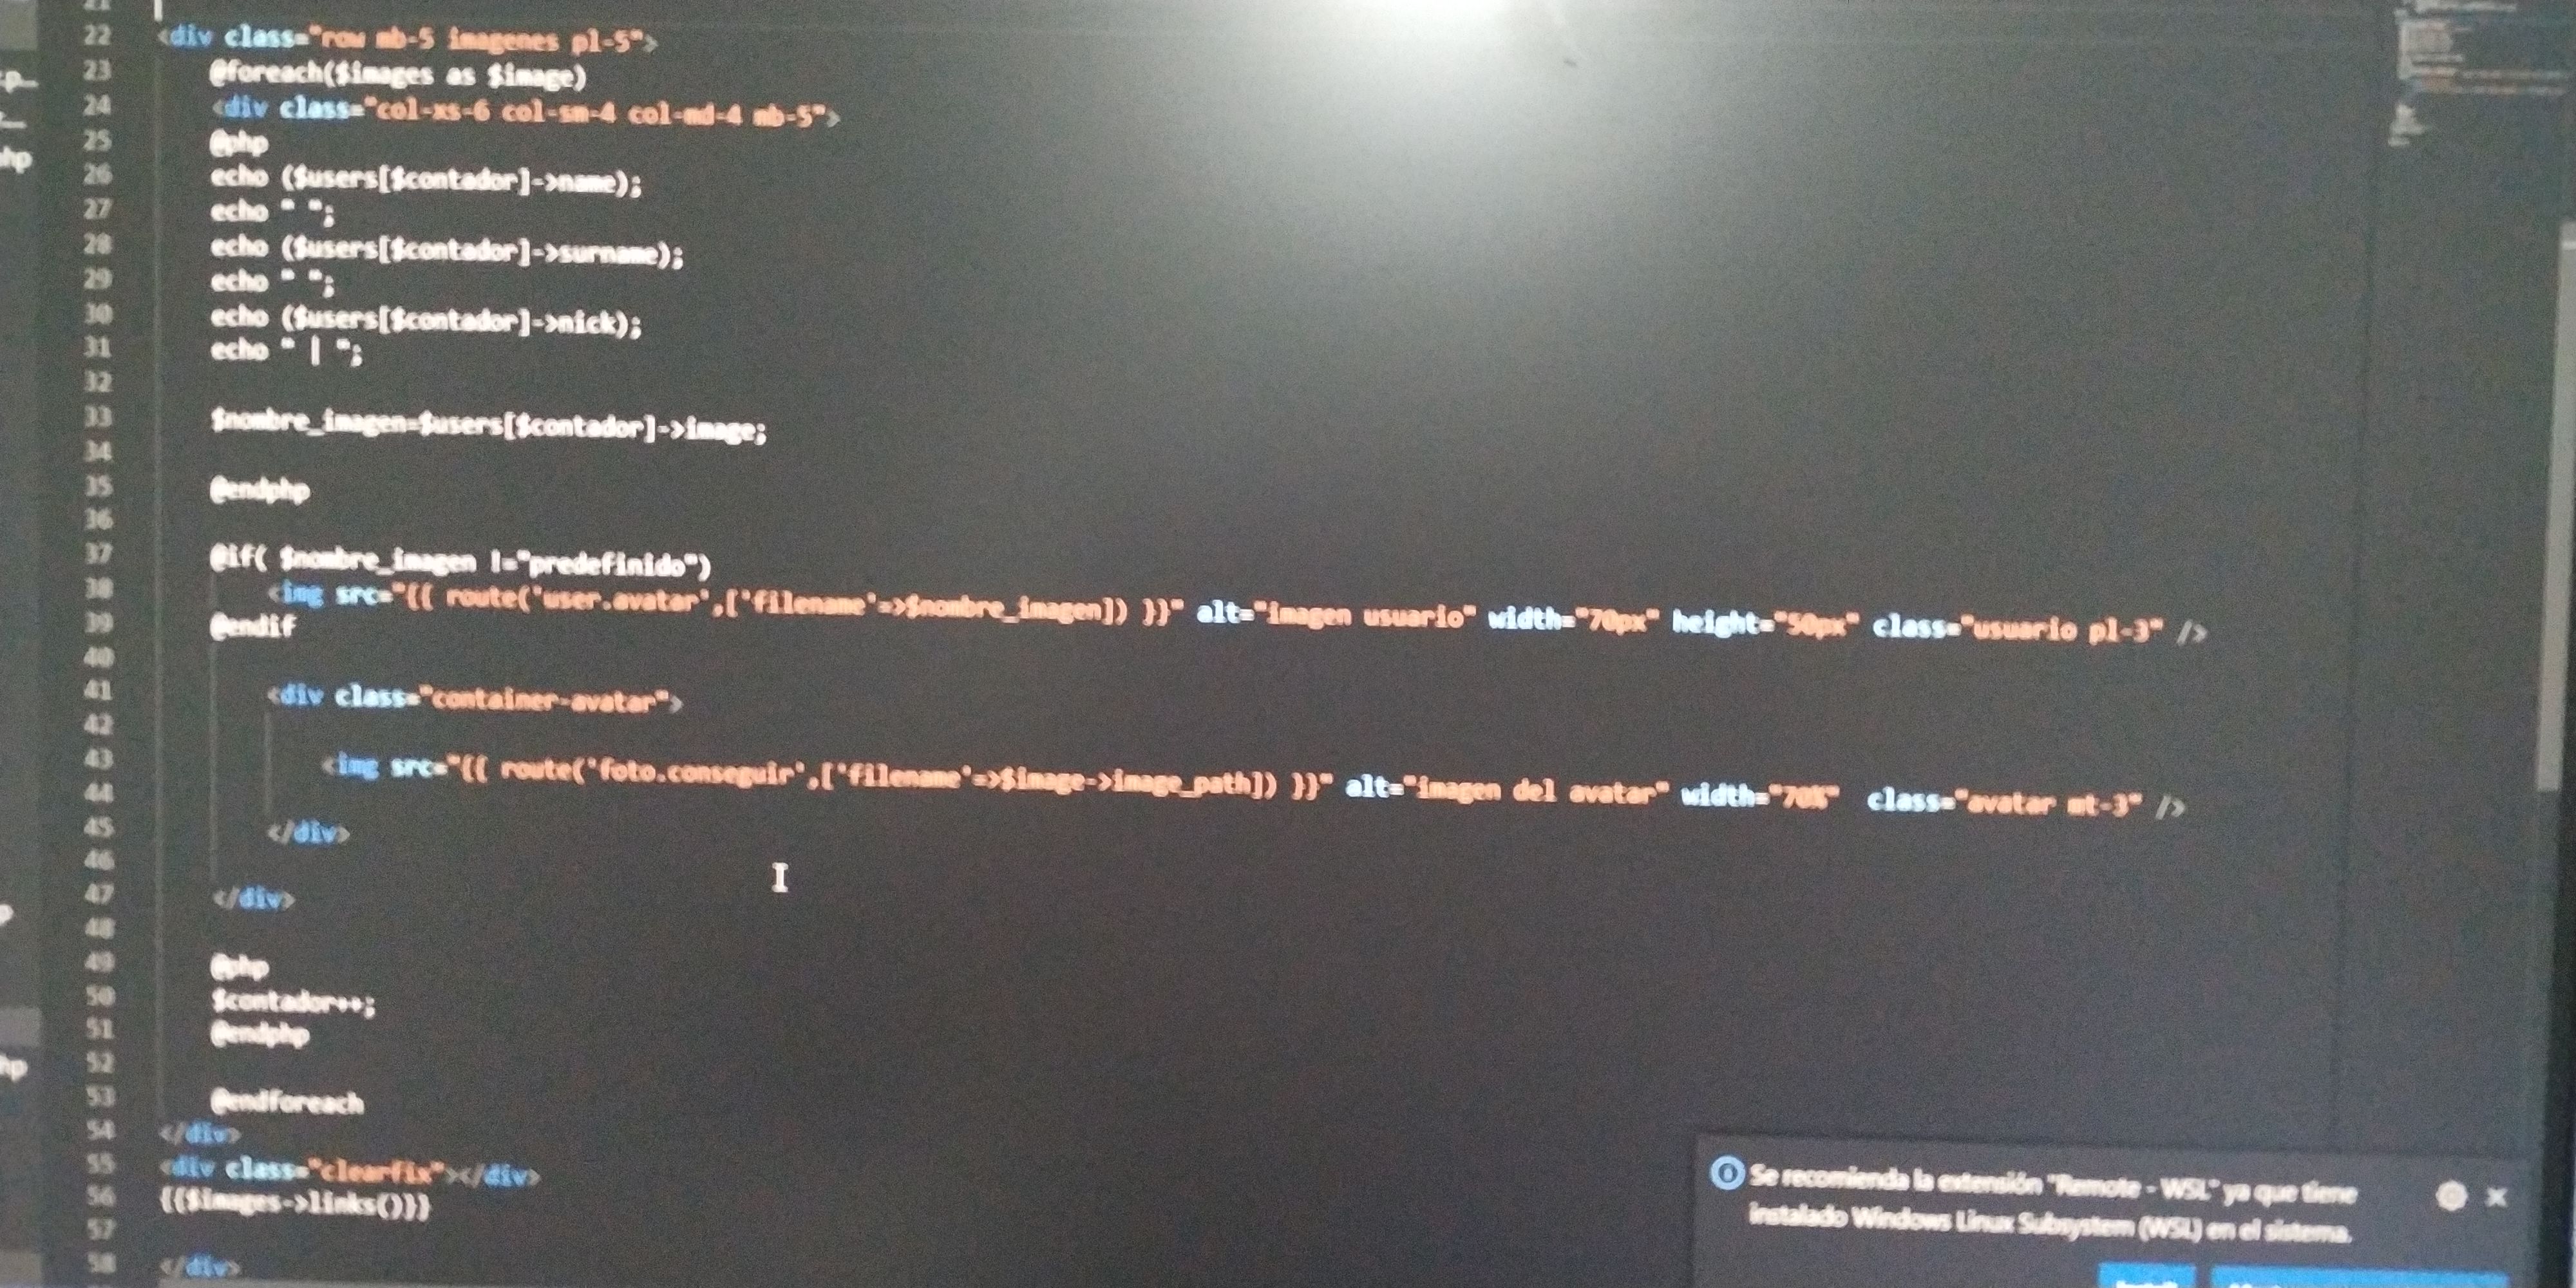 22 <div class="row mb-5 imagenes pl-5">
23 @foreach($images as $image)
24 <div class="col-xs-6 col-sm-4 col-md-4 mb-5">
25 @php
26 echo ($users[$contador]->name);
27 echo " ";
28 echo ($users[$contador]->surname);
29 echo " ";
30 echo ($users[$contador]->nick);
31 echo " | ";
32
33 $nombre_imagen=$users[$contador]->image;
34
35 @endphp
36
37 @if( $nombre_imagen !="predefinido")
38 <img src="{{ route('user.avatar',['filename'=>$nombre_imagen]) }}" alt="imagen usuario" width="70px" height="50px" class="usuario pl-3" />
39 @endif
40
41 <div class="container-avatar">
42
43 <img src="{{ route('foto.conseguir',['filename'=>$image->image_path]) }}" alt="imagen del avatar" width="70%" class="avatar mt-3" />
44
45 </div>
46
47 </div>
48
49 @php
50 $contador++;
51 @endphp
52
53 @endforeach
54 </div>
55 <div class="clearfix"></div>
56 {{$images->links()}}
57
58 </div>
Se recomienda la extensión "Remote - WSL" ya que tiene
instalado Windows Linux Subsystem (WSL) en el sistema.